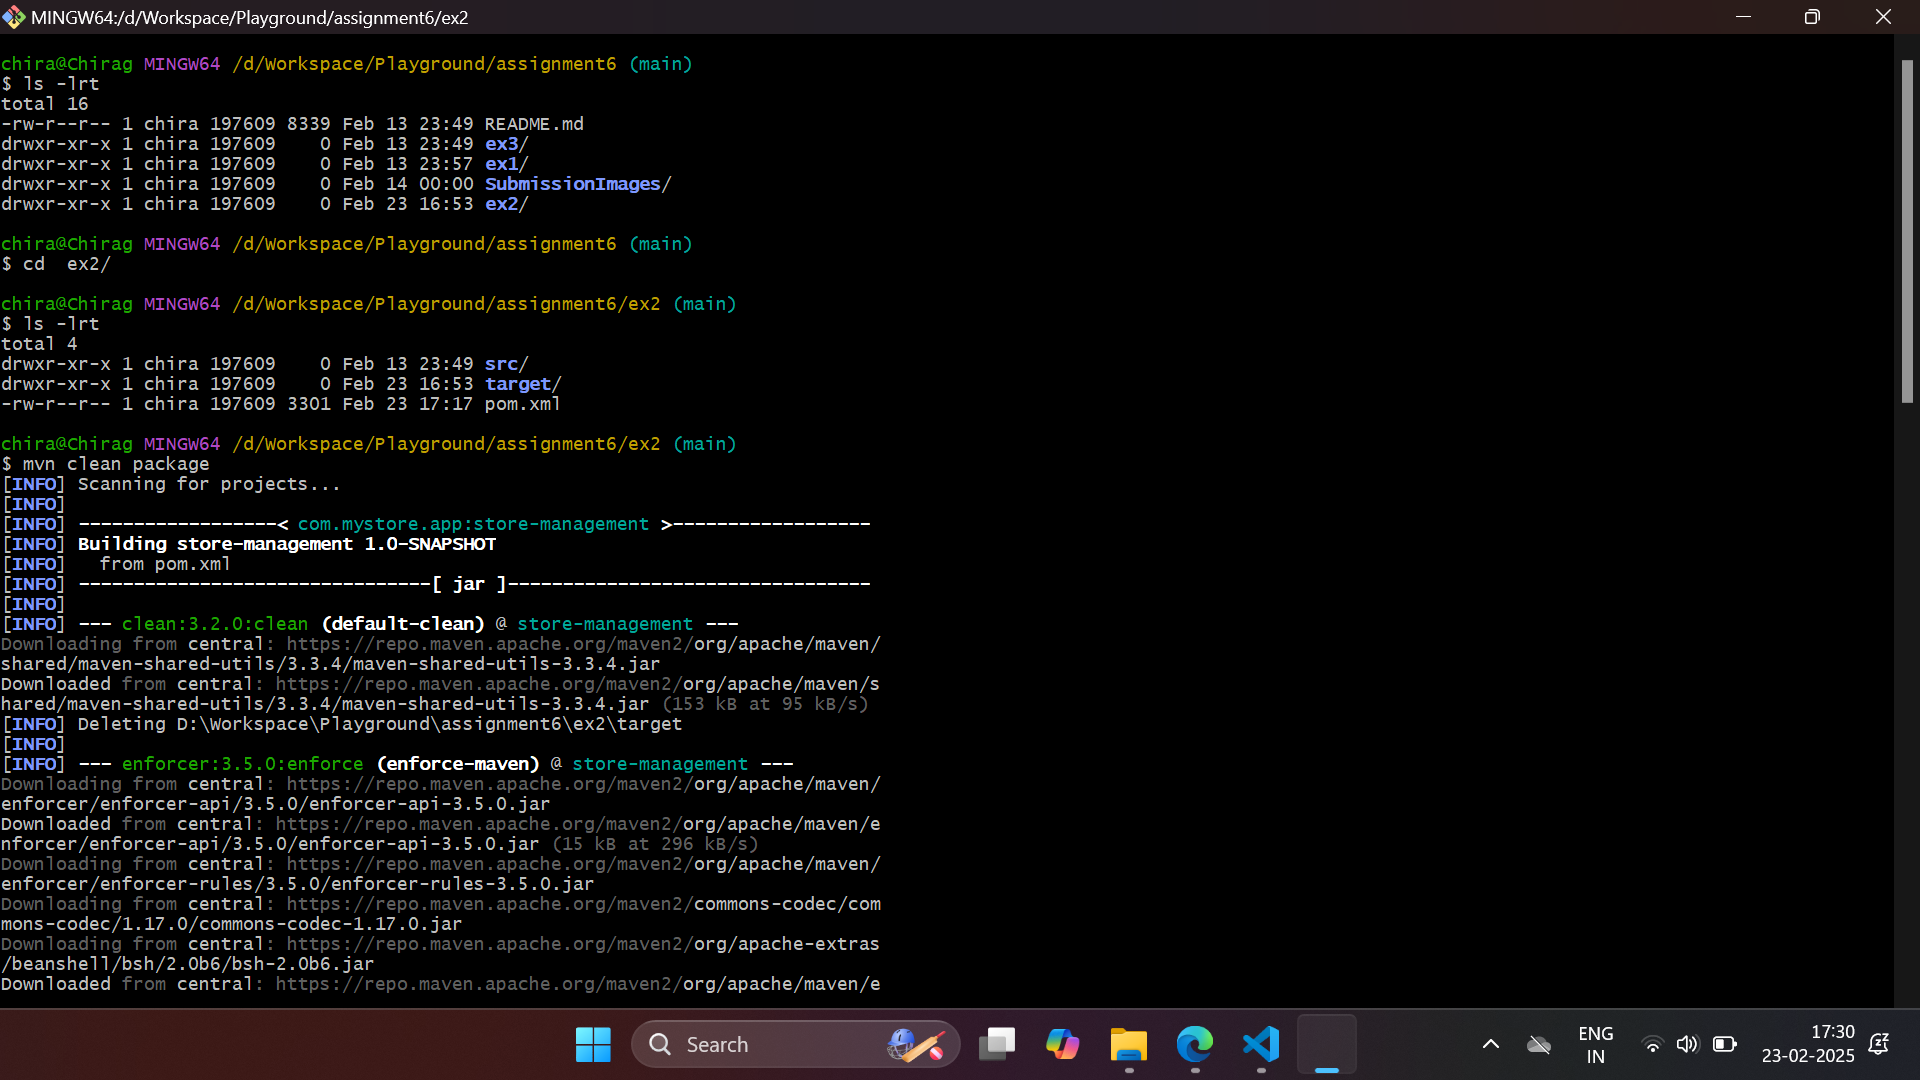 MINGW64:/d/Workspace/Playground/assignment6/ex2
chira@Chirag MINGW64 /d/Workspace/Playground/assignment6 (main)
$ ls -lrt
total 16
-rw-r--r-- 1 chira 197609 8339 Feb 13 23:49 README.md
drwxr-xr-x 1 chira 197609    0 Feb 13 23:49 ex3/
drwxr-xr-x 1 chira 197609    0 Feb 13 23:57 ex1/
drwxr-xr-x 1 chira 197609    0 Feb 14 00:00 SubmissionImages/
drwxr-xr-x 1 chira 197609    0 Feb 23 16:53 ex2/
chira@Chirag MINGW64 /d/Workspace/Playground/assignment6 (main)
$ cd  ex2/
chira@Chirag MINGW64 /d/Workspace/Playground/assignment6/ex2 (main)
$ ls -lrt
total 4
drwxr-xr-x 1 chira 197609    0 Feb 13 23:49 src/
drwxr-xr-x 1 chira 197609    0 Feb 23 16:53 target/
-rw-r--r-- 1 chira 197609 3301 Feb 23 17:17 pom.xml
chira@Chirag MINGW64 /d/Workspace/Playground/assignment6/ex2 (main)
$ mvn clean package
[INFO] Scanning for projects...
[INFO]
[INFO] ------------------< com.mystore.app:store-management >------------------
[INFO] Building store-management 1.0-SNAPSHOT
[INFO]   from pom.xml
[INFO] --------------------------------[ jar ]---------------------------------
[INFO]
[INFO] --- clean:3.2.0:clean (default-clean) @ store-management ---
Downloading from central: https://repo.maven.apache.org/maven2/org/apache/maven/
shared/maven-shared-utils/3.3.4/maven-shared-utils-3.3.4.jar
Downloaded from central: https://repo.maven.apache.org/maven2/org/apache/maven/s
hared/maven-shared-utils/3.3.4/maven-shared-utils-3.3.4.jar (153 kB at 95 kB/s)
[INFO] Deleting D:\Workspace\Playground\assignment6\ex2\target
[INFO]
[INFO] --- enforcer:3.5.0:enforce (enforce-maven) @ store-management ---
Downloading from central: https://repo.maven.apache.org/maven2/org/apache/maven/
enforcer/enforcer-api/3.5.0/enforcer-api-3.5.0.jar
Downloaded from central: https://repo.maven.apache.org/maven2/org/apache/maven/e
nforcer/enforcer-api/3.5.0/enforcer-api-3.5.0.jar (15 kB at 296 kB/s)
Downloading from central: https://repo.maven.apache.org/maven2/org/apache/maven/
enforcer/enforcer-rules/3.5.0/enforcer-rules-3.5.0.jar
Downloading from central: https://repo.maven.apache.org/maven2/commons-codec/com
mons-codec/1.17.0/commons-codec-1.17.0.jar
Downloading from central: https://repo.maven.apache.org/maven2/org/apache-extras
/beanshell/bsh/2.0b6/bsh-2.0b6.jar
Downloaded from central: https://repo.maven.apache.org/maven2/org/apache/maven/e
Search
ENG
IN
17:30
23-02-2025